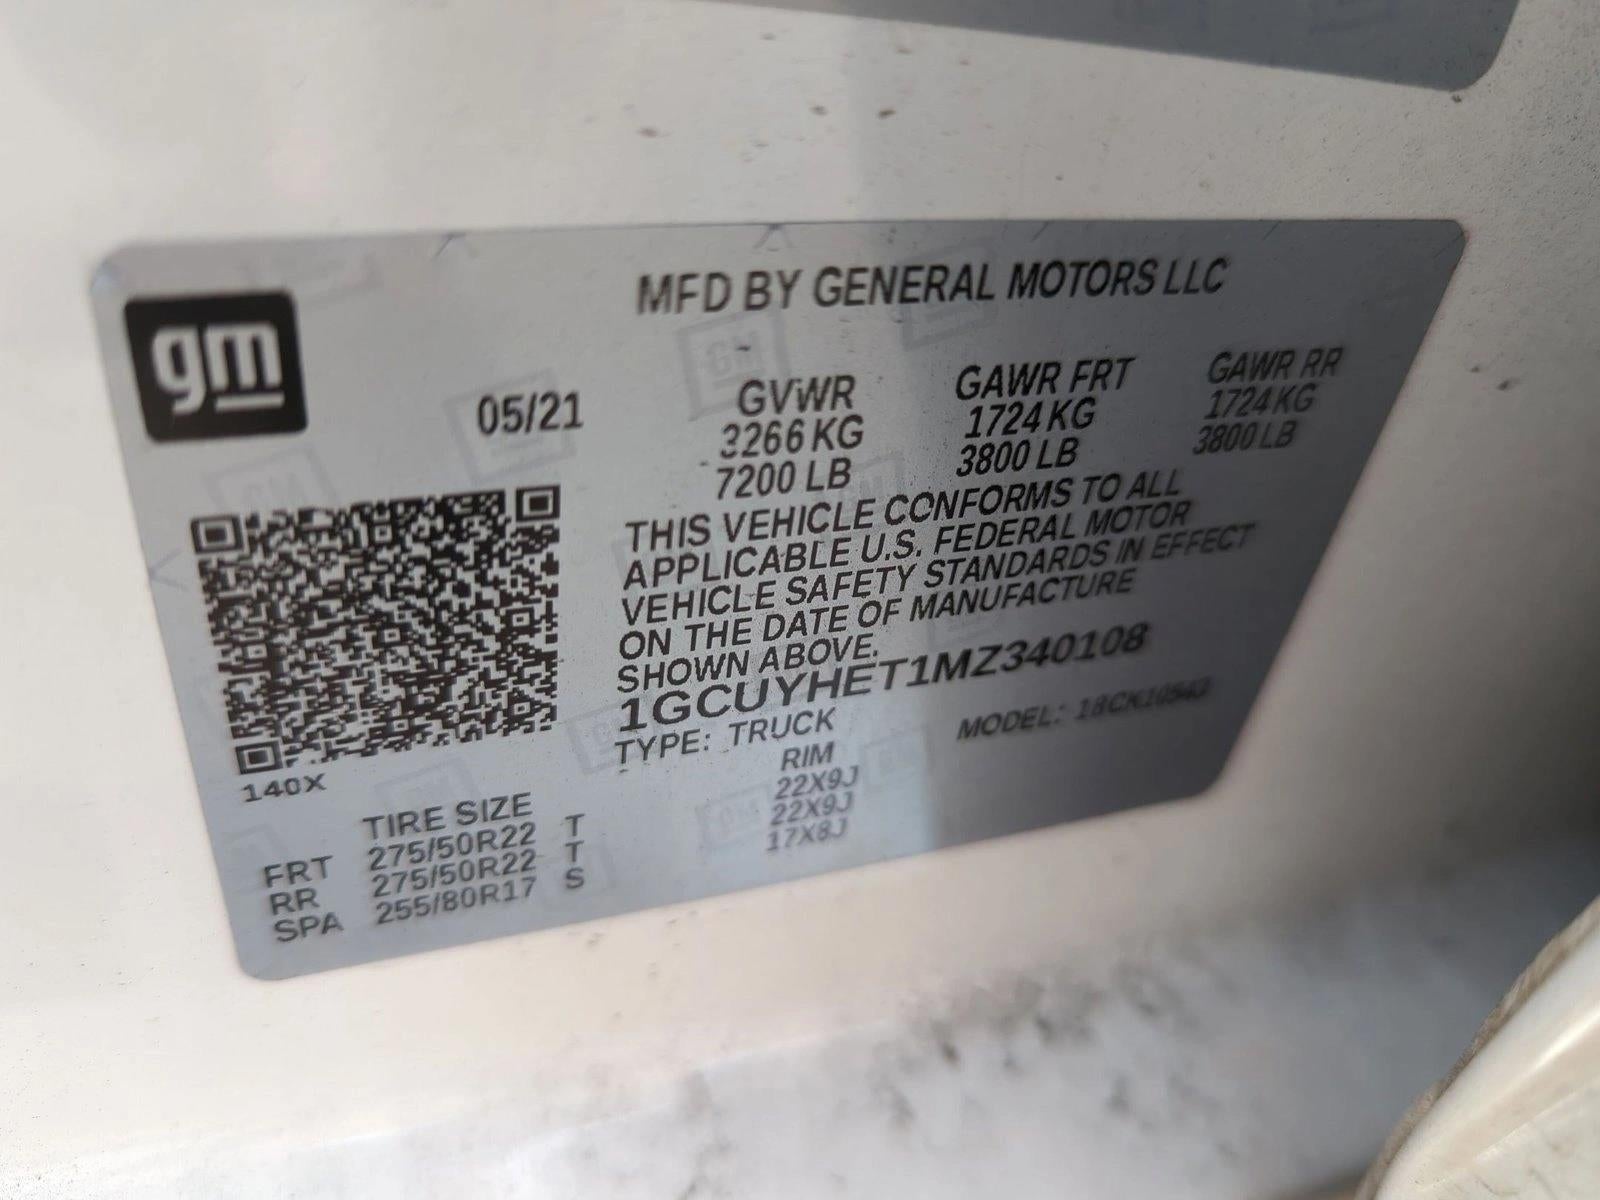 gm
MFD BY GENERAL MOTORS LLC
05/21 GVWR GAWR FRT GAWR RR
3266 KG 1724 KG 1724 KG
7200 LB 3800 LB 3800 LB
THIS VEHICLE CONFORMS TO ALL
APPLICABLE U.S. FEDERAL MOTOR
VEHICLE SAFETY STANDARDS IN EFFECT
ON THE DATE OF MANUFACTURE
SHOWN ABOVE.
1GCUYHET1MZ340108
TYPE: TRUCK MODEL:
140X
TIRE SIZE RIM
FRT 275/50R22 T 22X9J
RR 275/50R22 T 22X9J
SPA 255/80R17 S 17X8J